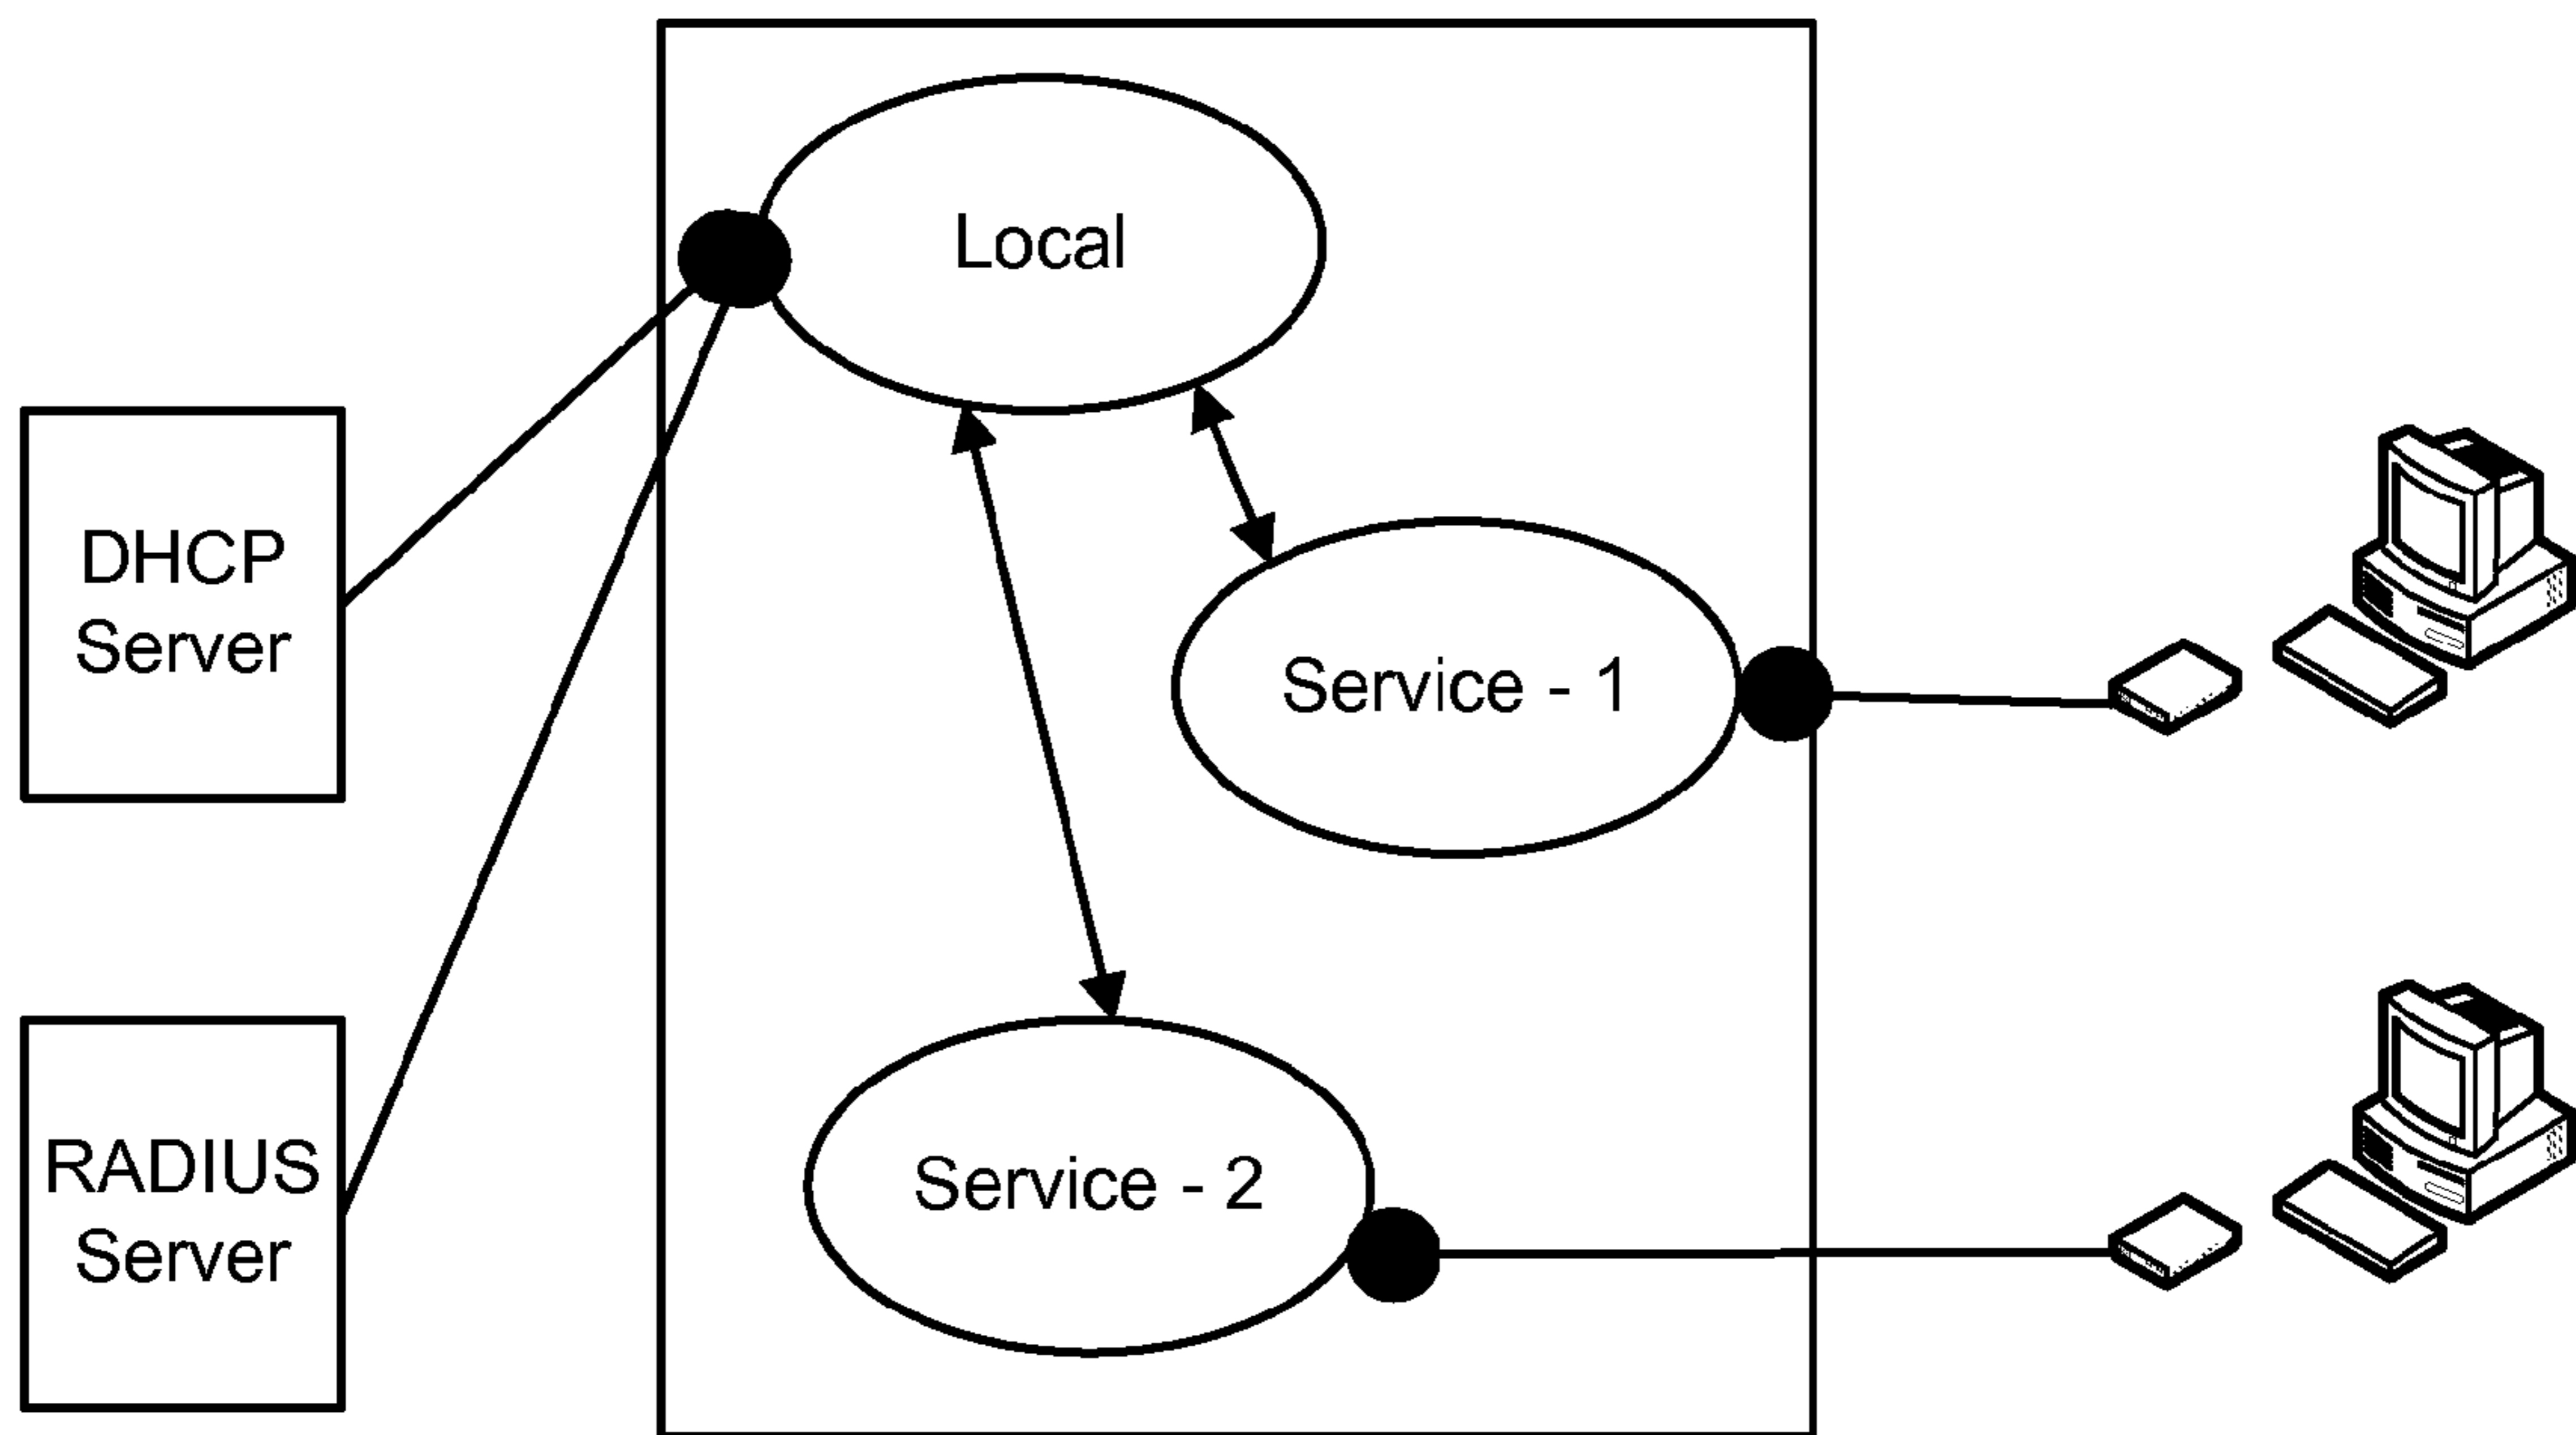 Local
DHCP
Server
Service - 1
RADIUS
Server
Service - 2